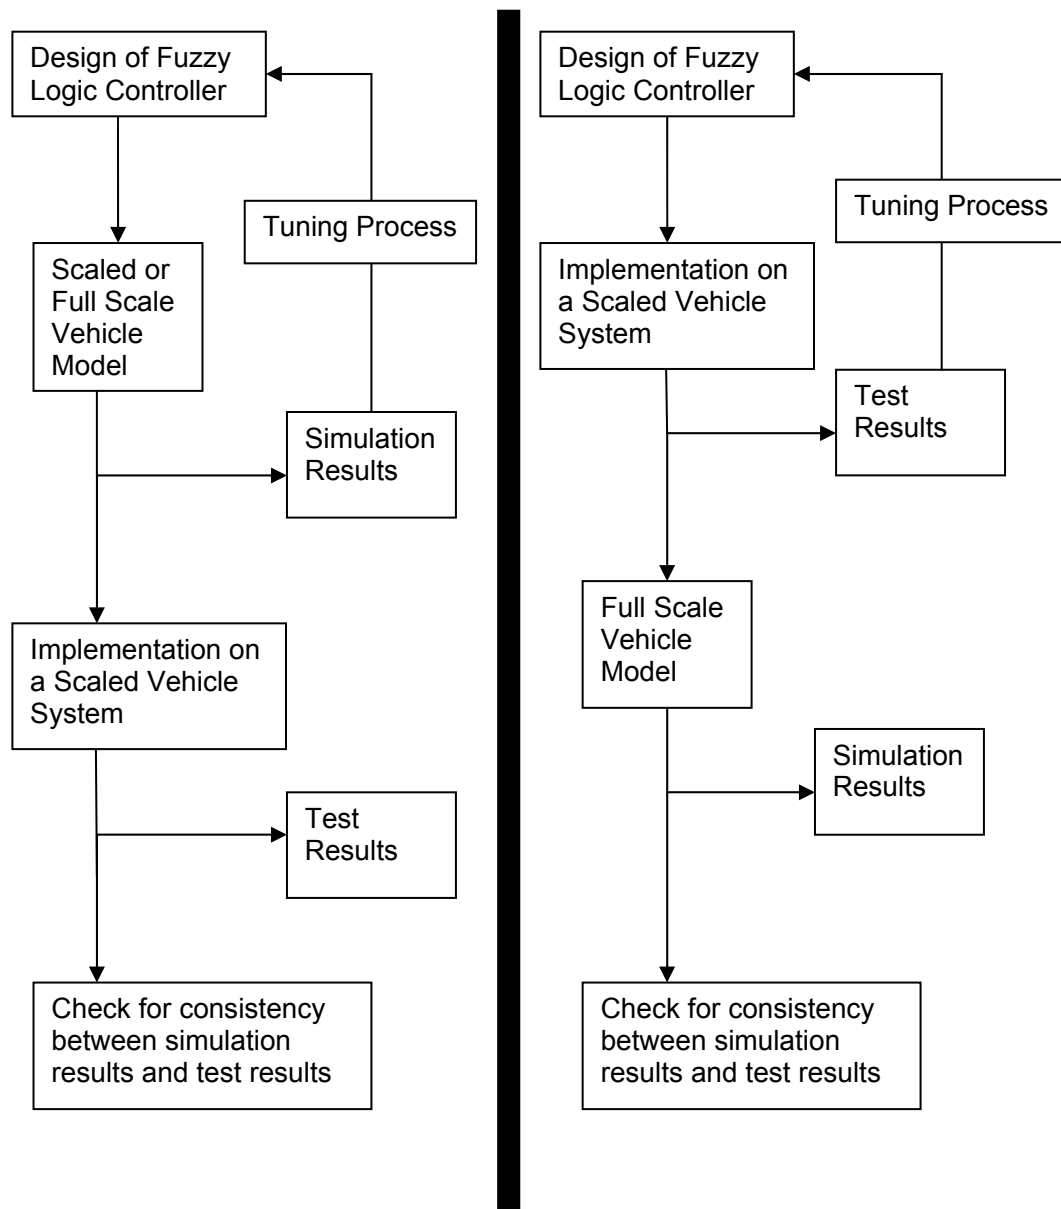 Design of Fuzzy
Logic Controller
Tuning Process
Scaled or
Full Scale
Vehicle
Model
Simulation
Results
Implementation on
a Scaled Vehicle
System
Test
Results
Check for consistency
between simulation
results and test results
Design of Fuzzy
Logic Controller
Tuning Process
Implementation on
a Scaled Vehicle
System
Test
Results
Full Scale
Vehicle
Model
Simulation
Results
Check for consistency
between simulation
results and test results